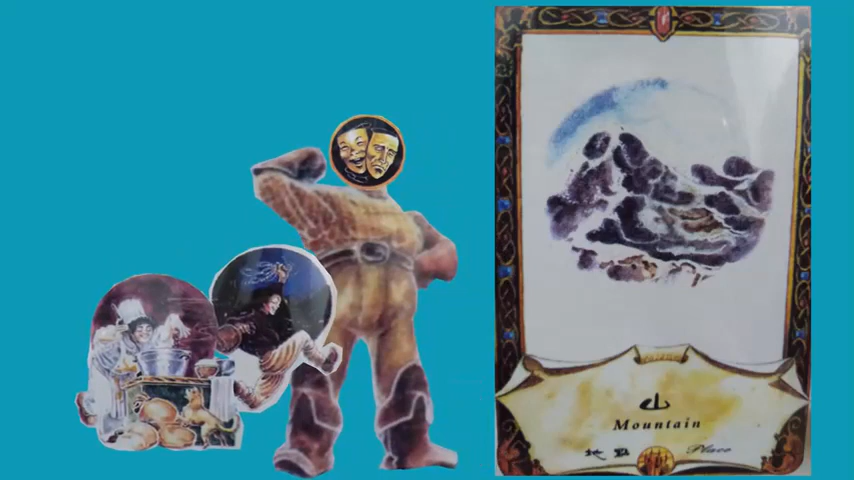 山
Mountain
地點 Place